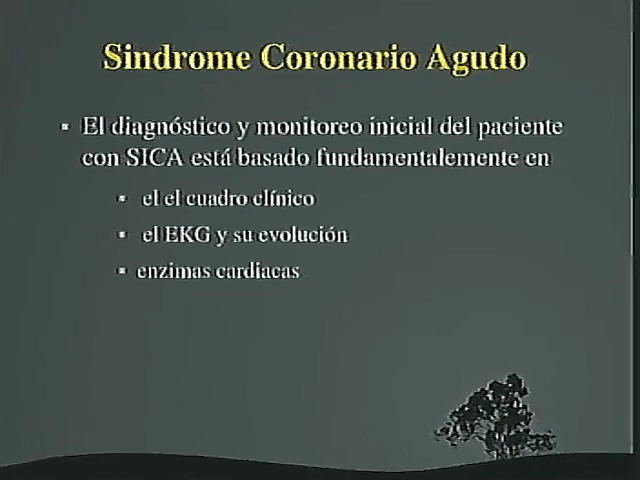 Sindrome Coronario Agudo
▪ El diagnóstico y monitoreo inicial del paciente
con SICA está basado fundamentalemente en
▪ el el cuadro clínico
▪ el EKG y su evolución
▪ enzimas cardiacas